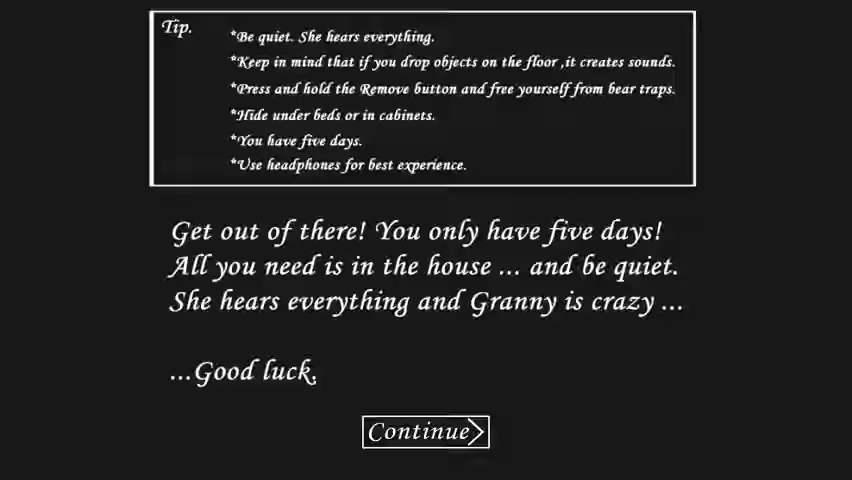 Tip.
*Be quiet. She hears everything.
*Keep in mind that if you drop objects on the floor ,it creates sounds.
*Press and hold the Remove button and free yourself from bear traps.
*Hide under beds or in cabinets.
*You have five days.
*Use headphones for best experience.
Get out of there! You only have five days!
All you need is in the house ... and be quiet.
She hears everything and Granny is crazy ...
...Good luck.
Continue>